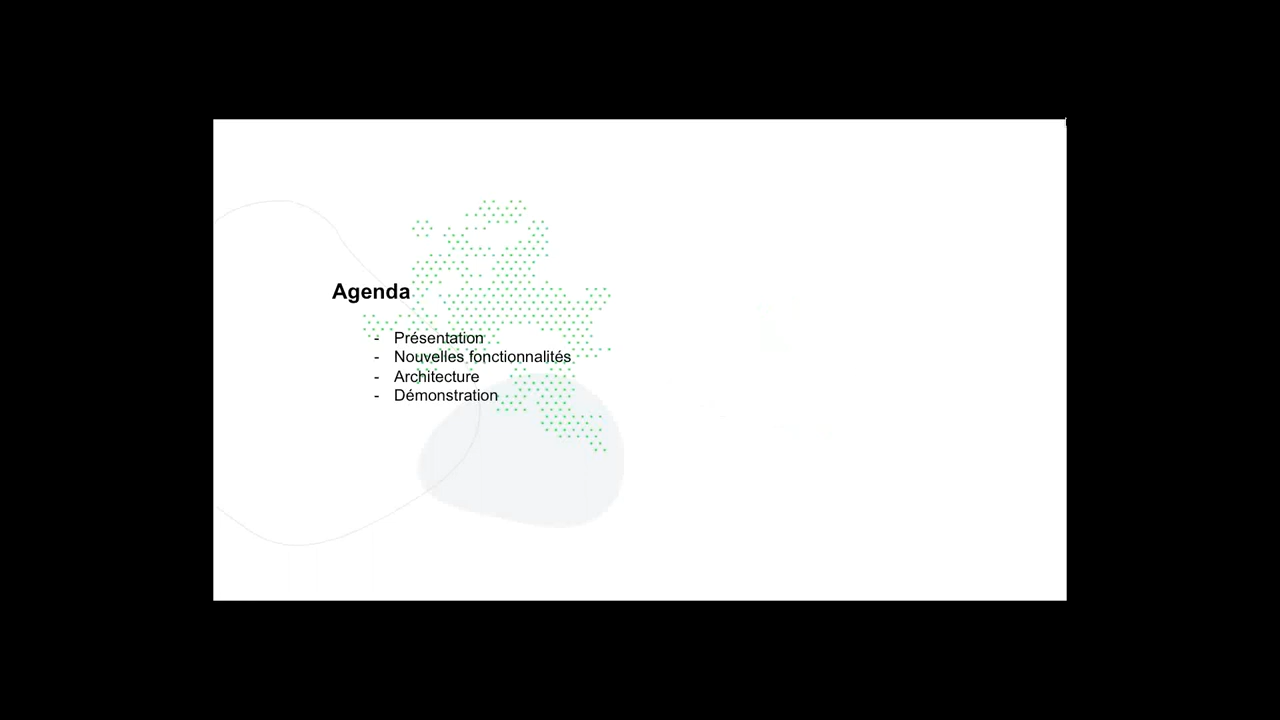 Agenda
- Présentation
- Nouvelles fonctionnalités
- Architecture
- Démonstration